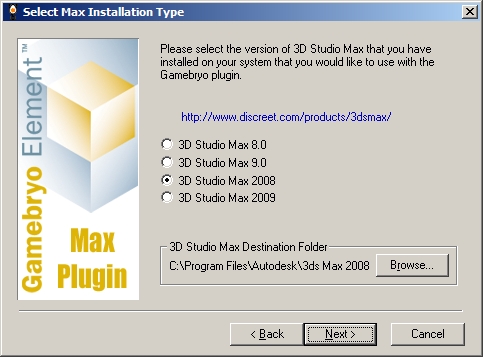 Select Max Installation Type
Gamebryo Element™
Max
Plugin
Please select the version of 3D Studio Max that you have
installed on your system that you would like to use with the
Gamebryo plugin.
http://www.discreet.com/products/3dsmax/
3D Studio Max 8.0
3D Studio Max 9.0
3D Studio Max 2008
3D Studio Max 2009
3D Studio Max Destination Folder
C:\Program Files\Autodesk\3ds Max 2008
Browse...
< Back
Next >
Cancel